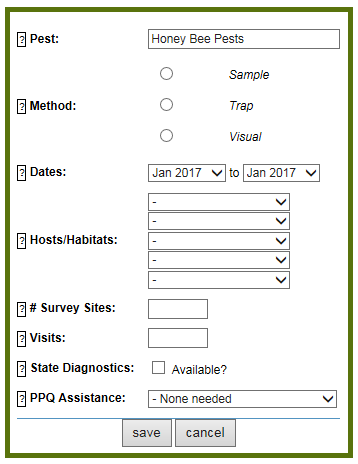 ? Pest: Honey Bee Pests
Sample
? Method: Trap
Visual
? Dates: Jan 2017 to Jan 2017
-
-
? Hosts/Habitats: -
-
-
? # Survey Sites:
? Visits:
? State Diagnostics: Available?
? PPQ Assistance: - None needed
save cancel